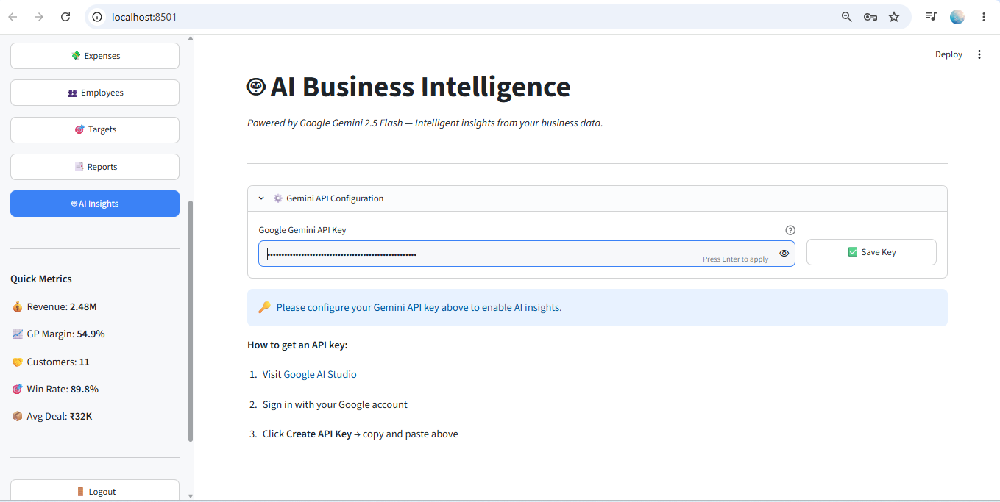 localhost:8501
Expenses
Employees
Targets
Reports
AI Insights
Quick Metrics
Revenue: 2.48M
GP Margin: 54.9%
Customers: 11
Win Rate: 89.8%
Avg Deal: ₹32K
Logout
Deploy
AI Business Intelligence
Powered by Google Gemini 2.5 Flash — Intelligent insights from your business data.
Gemini API Configuration
Google Gemini API Key
Press Enter to apply
Save Key
Please configure your Gemini API key above to enable AI insights.
How to get an API key:
1. Visit Google AI Studio
2. Sign in with your Google account
3. Click Create API Key → copy and paste above